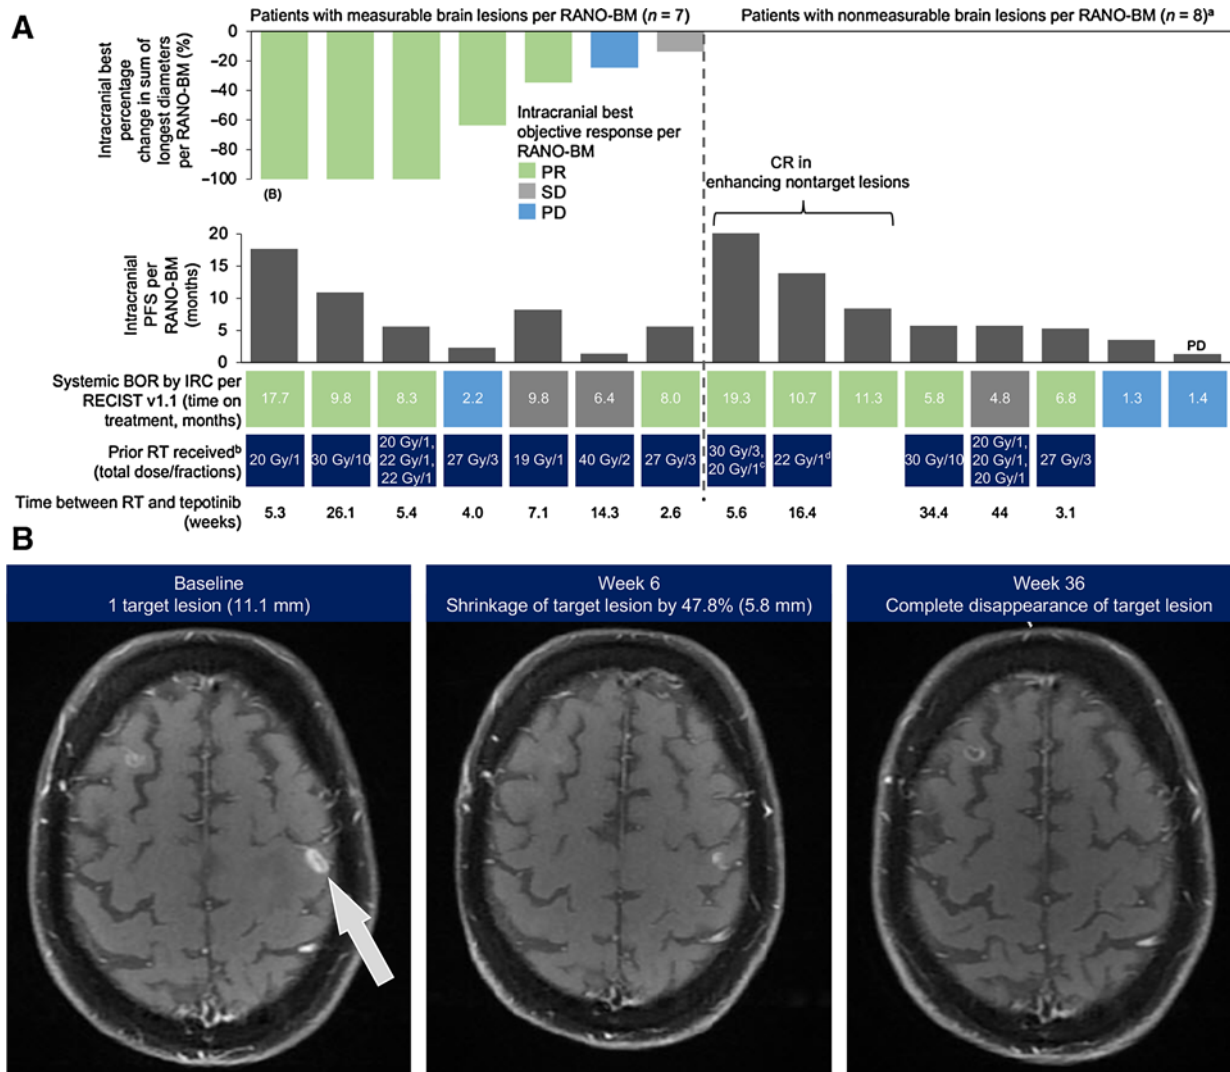 A
Patients with measurable brain lesions per RANO-BM (n = 7)
Patients with nonmeasurable brain lesions per RANO-BM (n = 8)a
Intracranial best
percentage
change in sum of
longest diameters
per RANO-BM (%)
0
−20
−40
−60
−80
−100
(B)
Intracranial best
objective response per
RANO-BM
PR
SD
PD
CR in
enhancing nontarget lesions
Intracranial
PFS per
RANO-BM
(months)
20
15
10
5
0
PD
Systemic BOR by IRC per
RECIST v1.1 (time on
treatment, months)
17.7 9.8 8.3 2.2 9.8 6.4 8.0 19.3 10.7 11.3 5.8 4.8 6.8 1.3 1.4
Prior RT receivedb
(total dose/fractions)
20 Gy/1
30 Gy/10
20 Gy/1,
22 Gy/1,
22 Gy/1
27 Gy/3
19 Gy/1
40 Gy/2
27 Gy/3
30 Gy/3,
20 Gy/1c
22 Gy/1d
30 Gy/10
20 Gy/1,
20 Gy/1,
20 Gy/1
27 Gy/3
Time between RT and tepotinib
(weeks)
5.3 26.1 5.4 4.0 7.1 14.3 2.6 5.6 16.4 34.4 44 3.1
B
Baseline
1 target lesion (11.1 mm)
Week 6
Shrinkage of target lesion by 47.8% (5.8 mm)
Week 36
Complete disappearance of target lesion